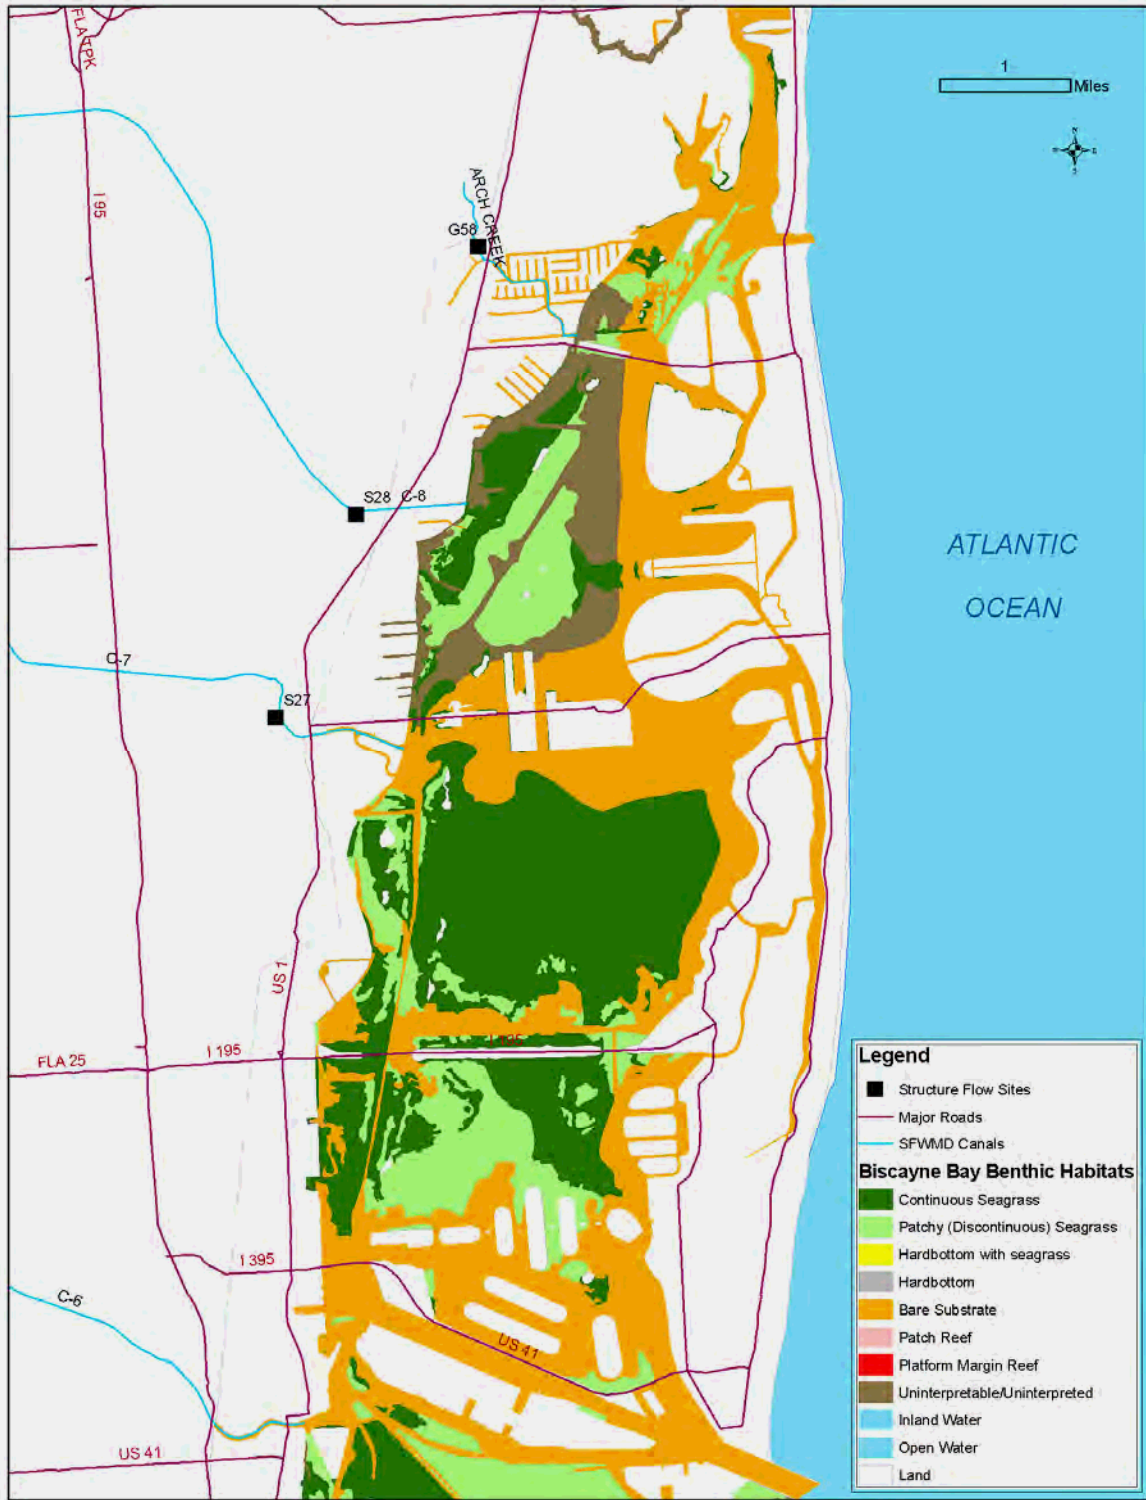 FLA TPK
1
Miles
N
I 95
ARCH CREEK
G58
S28 C-8
ATLANTIC
OCEAN
C-7
S27
US 1
FLA 25
I 195
I 195
I 395
C-6
US 41
US 41
Legend
Structure Flow Sites
Major Roads
SFWMD Canals
Biscayne Bay Benthic Habitats
Continuous Seagrass
Patchy (Discontinuous) Seagrass
Hardbottom with seagrass
Hardbottom
Bare Substrate
Patch Reef
Platform Margin Reef
Uninterpretable/Uninterpreted
Inland Water
Open Water
Land